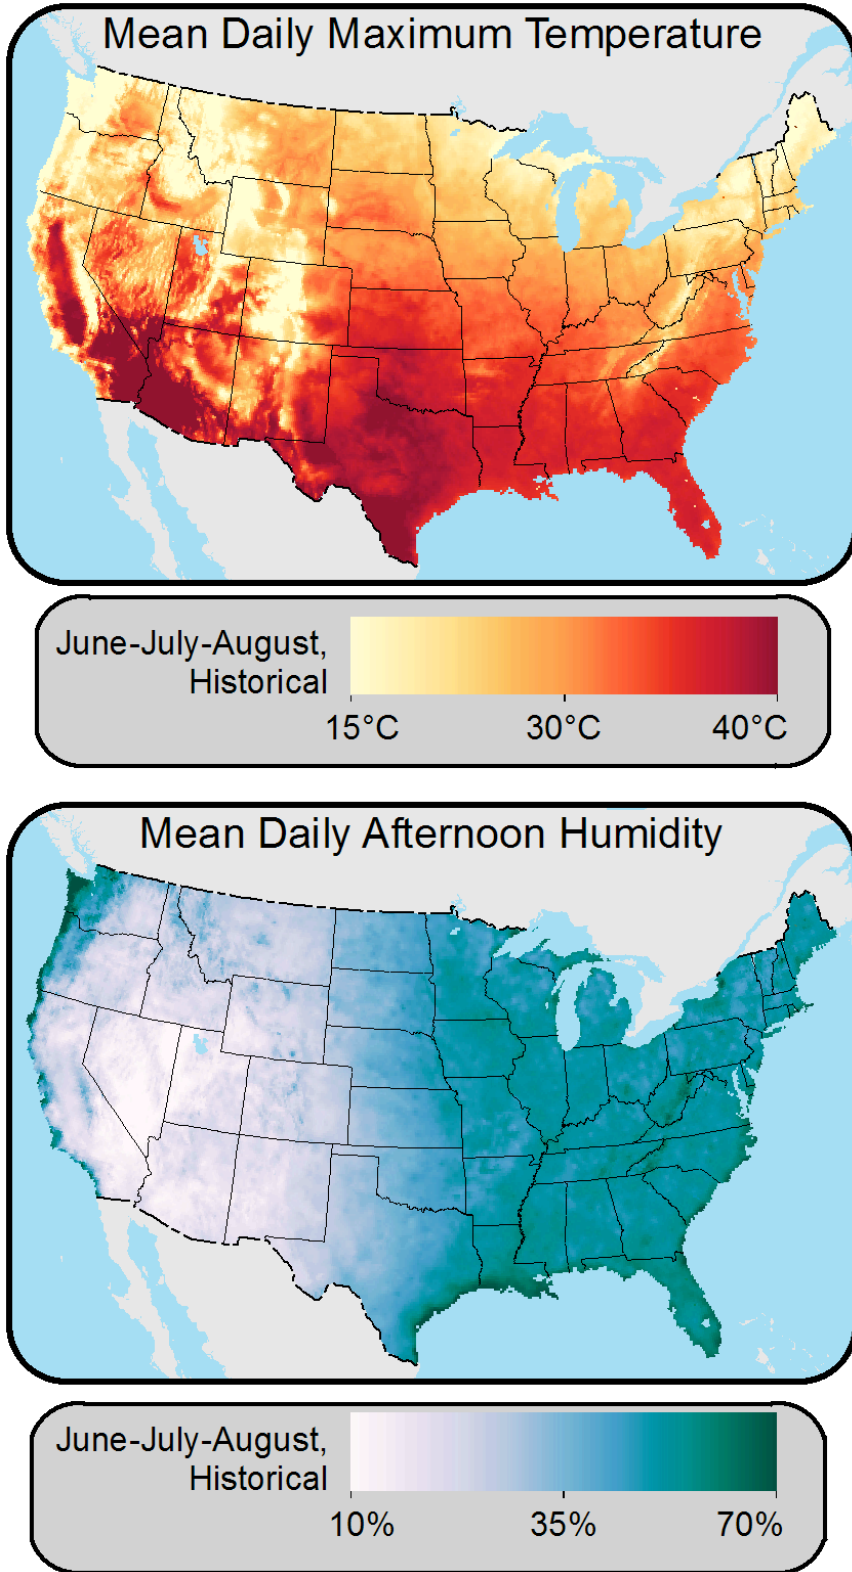 Mean Daily Maximum Temperature
June-July-August,
Historical
15°C 30°C 40°C
Mean Daily Afternoon Humidity
June-July-August,
Historical
10% 35% 70%